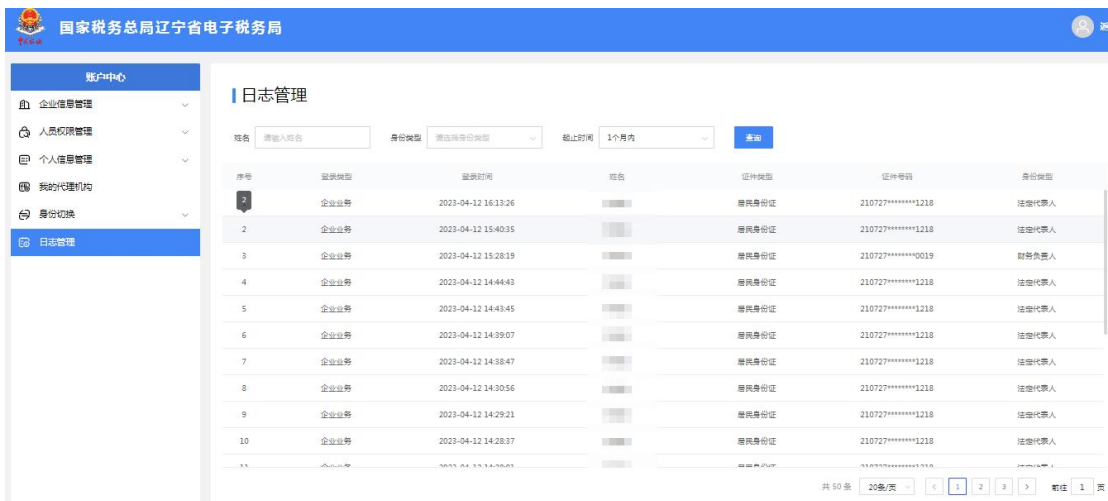 国家税务总局辽宁省电子税务局
账户中心
企业信息管理
人员权限管理
个人信息管理
我的代理机构
身份切换
日志管理
日志管理
姓名 请输入姓名 身份类型 请选择身份类型 起止时间 1个月内 查询
序号 登录类型 登录时间 姓名 证件类型 证件号码 身份类型
2 企业业务 2023-04-12 16:13:26 居民身份证 210727********1218 法定代表人
2 企业业务 2023-04-12 15:40:35 居民身份证 210727********1218 法定代表人
3 企业业务 2023-04-12 15:28:19 居民身份证 210727********0019 财务负责人
4 企业业务 2023-04-12 14:44:43 居民身份证 210727********1218 法定代表人
5 企业业务 2023-04-12 14:43:45 居民身份证 210727********1218 法定代表人
6 企业业务 2023-04-12 14:39:07 居民身份证 210727********1218 法定代表人
7 企业业务 2023-04-12 14:38:47 居民身份证 210727********1218 法定代表人
8 企业业务 2023-04-12 14:30:56 居民身份证 210727********1218 法定代表人
9 企业业务 2023-04-12 14:29:21 居民身份证 210727********1218 法定代表人
10 企业业务 2023-04-12 14:28:37 居民身份证 210727********1218 法定代表人
共 50 条 20条/页 < 1 2 3 > 前往 1 页